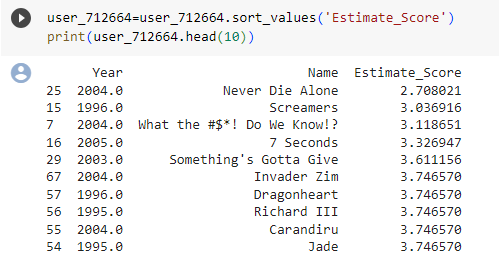 user_712664=user_712664.sort_values('Estimate_Score')
print(user_712664.head(10))
Year Name Estimate_Score
25 2004.0 Never Die Alone 2.708021
15 1996.0 Screamers 3.036916
7 2004.0 What the #$*! Do We Know!? 3.118651
16 2005.0 7 Seconds 3.326947
29 2003.0 Something's Gotta Give 3.611156
67 2004.0 Invader Zim 3.746570
57 1996.0 Dragonheart 3.746570
56 1995.0 Richard III 3.746570
55 2004.0 Carandiru 3.746570
54 1995.0 Jade 3.746570